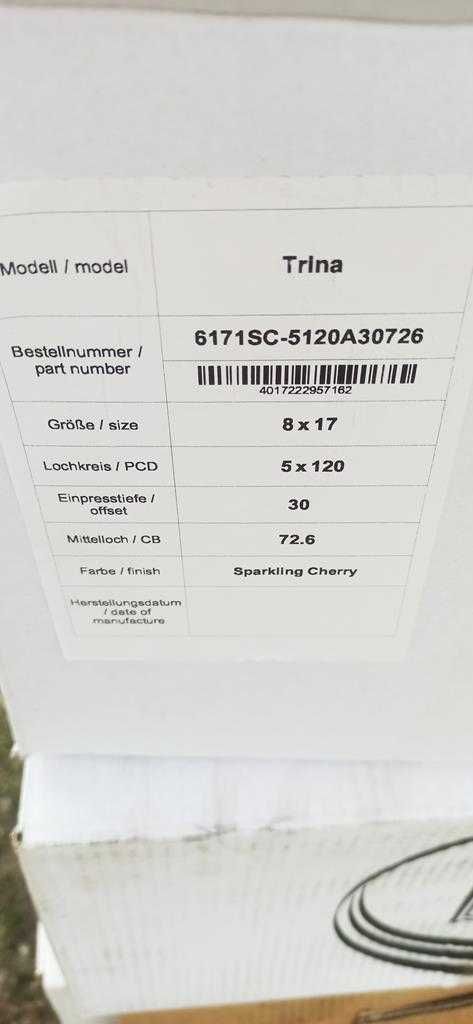 Modell / model
Trina
Bestellnummer /
part number
6171SC-5120A30726
4017222957162
Größe / size
8 x 17
Lochkreis / PCD
5 x 120
Einpresstiefe /
offset
30
Mittelloch / CB
72.6
Farbe / finish
Sparkling Cherry
Herstellungsdatum
/ date of
manufacture